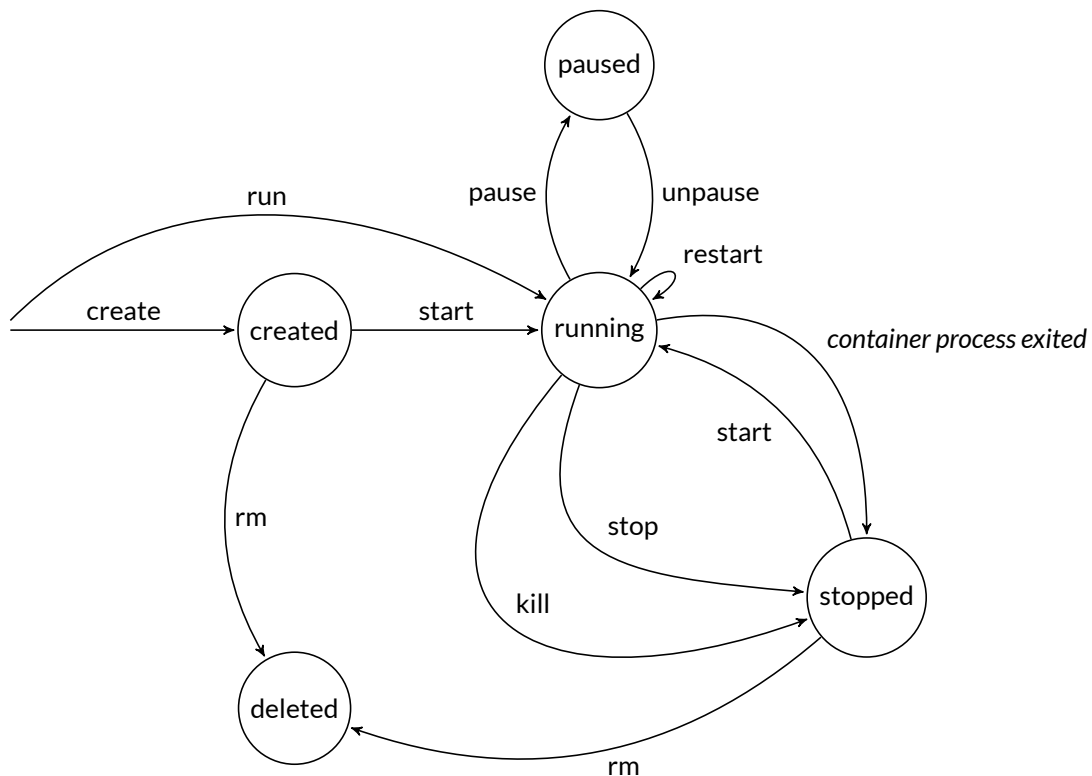 paused
pause
unpause
run
restart
create
created
start
running
container process exited
start
rm
stop
kill
stopped
deleted
rm